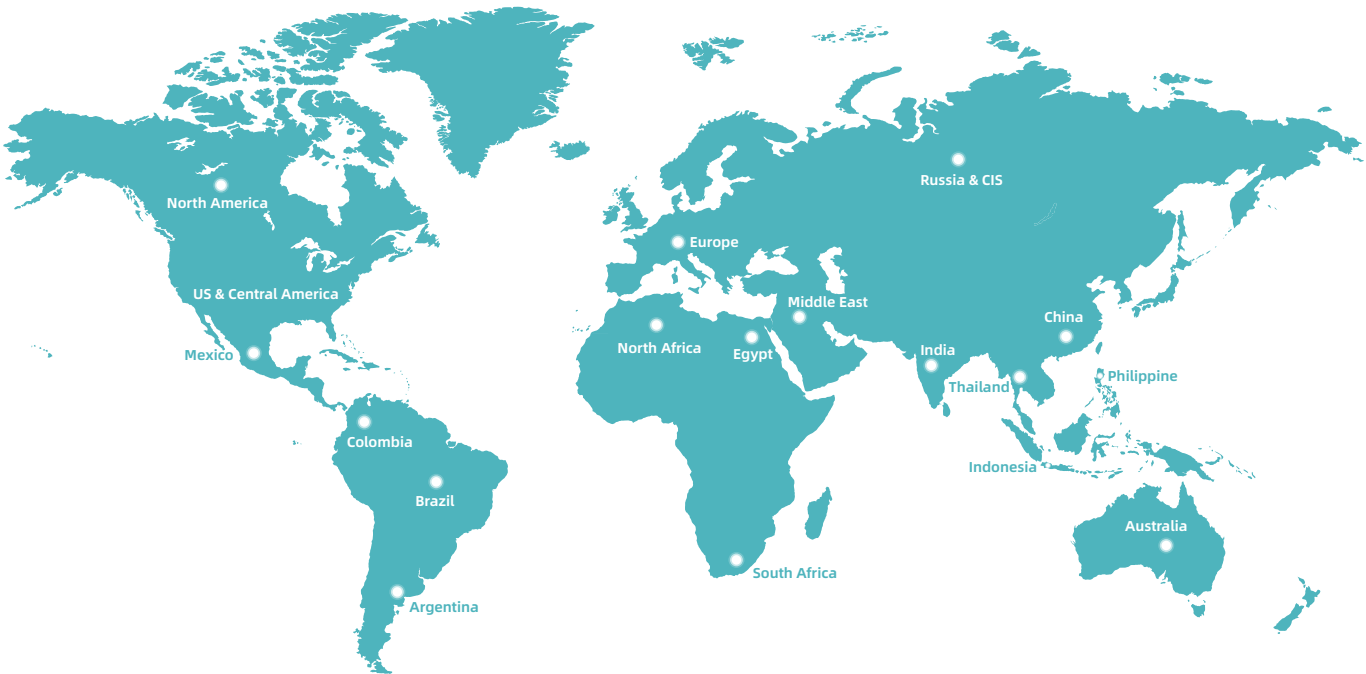 Russia & CIS
North America
Europe
US & Central America
Middle East
China
North Africa
Egypt
India
Mexico
Thailand
Philippine
Colombia
Indonesia
Brazil
Australia
South Africa
Argentina